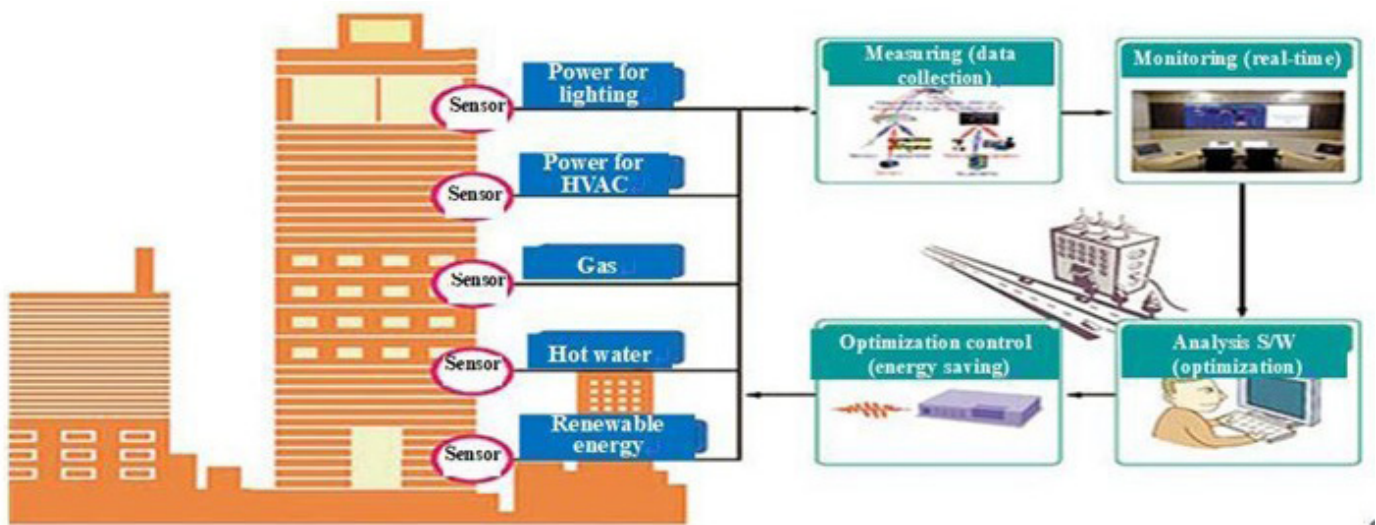 Power for
lighting
Sensor
Power for
HVAC
Sensor
Gas
Sensor
Hot water
Sensor
Renewable
energy
Sensor
Measuring (data
collection)
Monitoring (real-time)
Optimization control
(energy saving)
Analysis S/W
(optimization)